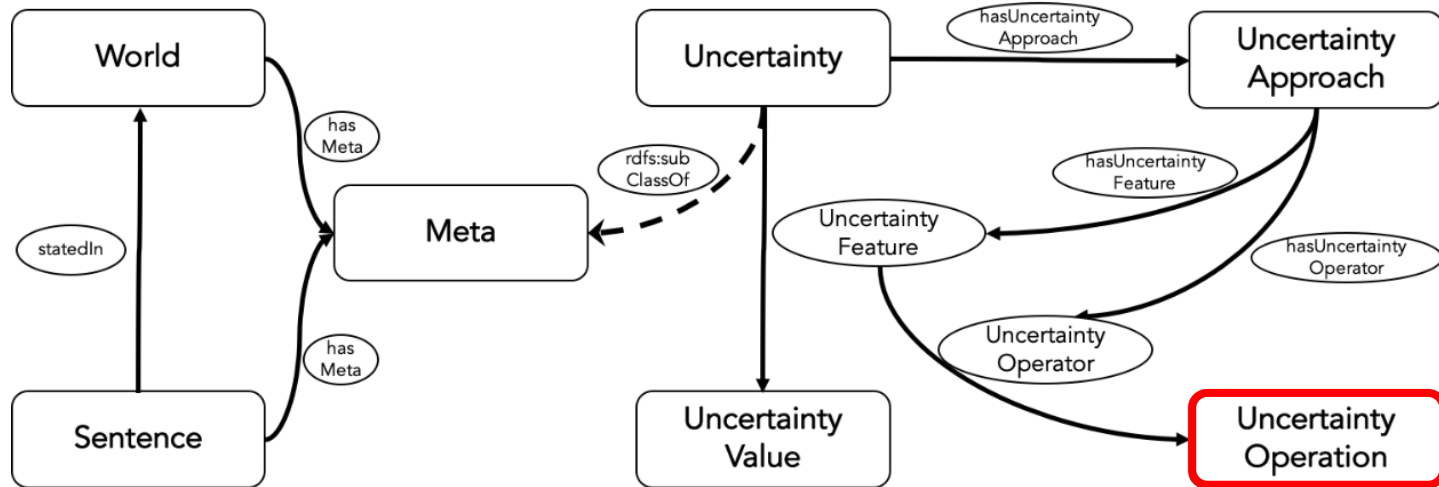 World
Uncertainty
hasUncertainty
Approach
Uncertainty
Approach
has
Meta
rdfs:sub
ClassOf
hasUncertainty
Feature
Meta
Uncertainty
Feature
statedIn
hasUncertainty
Operator
has
Meta
Uncertainty
Operator
Sentence
Uncertainty
Value
Uncertainty
Operation